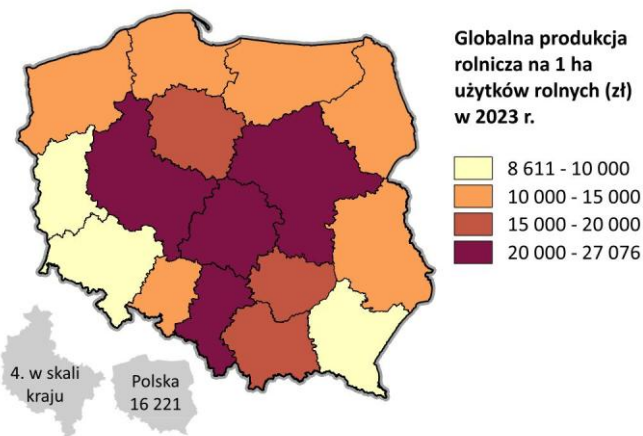 Globalna produkcja
rolnicza na 1 ha
użytków rolnych (zł)
w 2023 r.
8 611 - 10 000
10 000 - 15 000
15 000 - 20 000
20 000 - 27 076
4. w skali
kraju
Polska
16 221